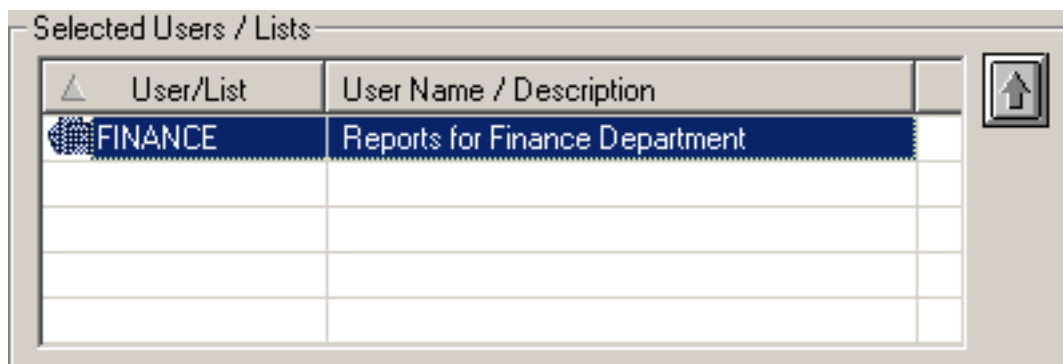 Selected Users / Lists
User/List User Name / Description
FINANCE Reports for Finance Department